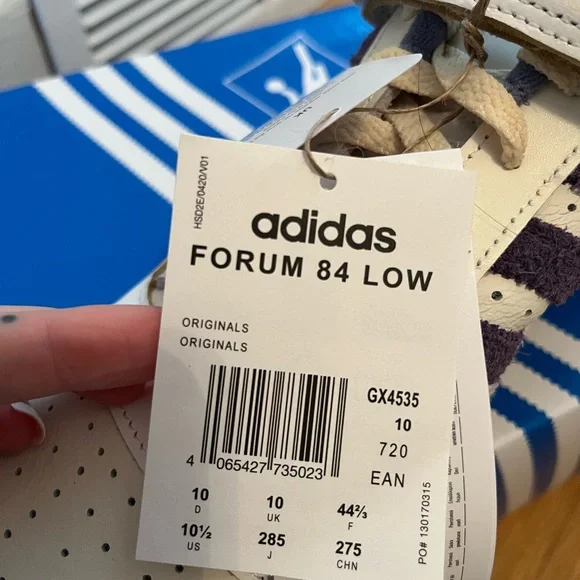 adidas
FORUM 84 LOW
ORIGINALS
ORIGINALS
GX4535
10
720
EAN
4 065427 735023
10 10 44⅔
D UK F
10½ 285 275
US J CHN
HSD2E/0420/V01
PO# 130170315
UK